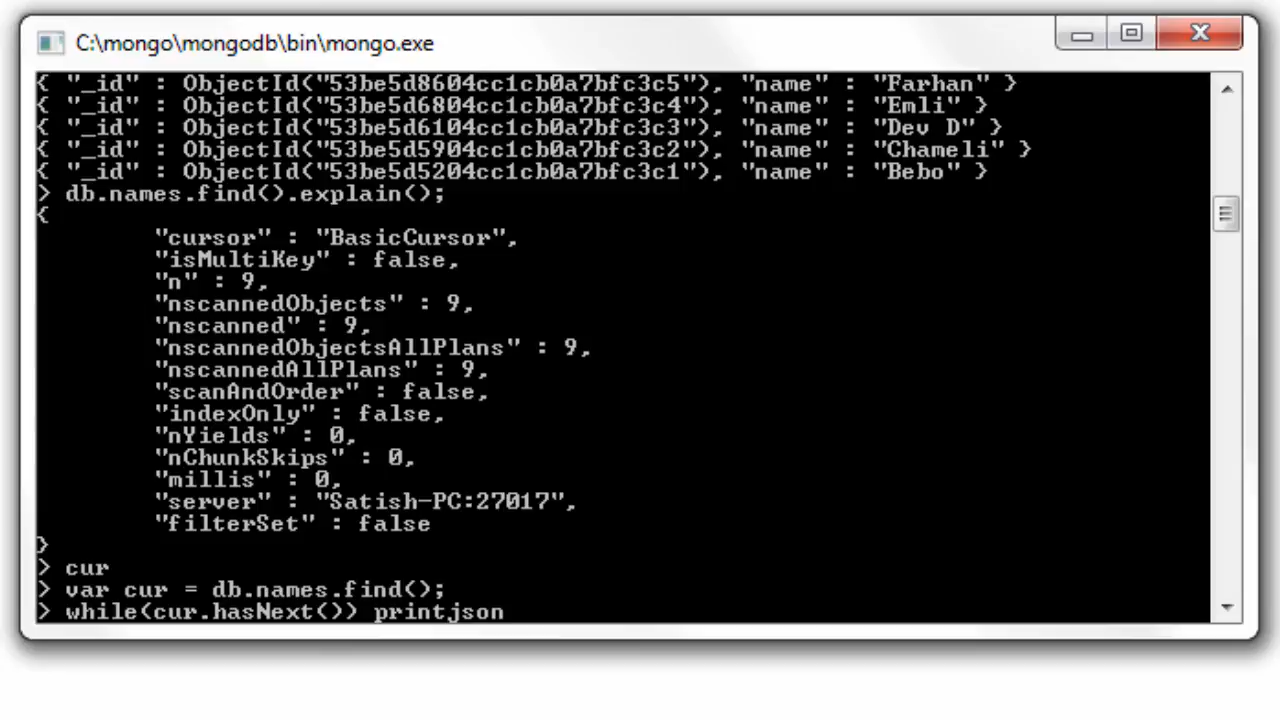 C:\mongo\mongodb\bin\mongo.exe
{ "_id" : ObjectId("53be5d8604cc1cb0a7bfc3c5"), "name" : "Farhan" }
{ "_id" : ObjectId("53be5d6804cc1cb0a7bfc3c4"), "name" : "Emli" }
{ "_id" : ObjectId("53be5d6104cc1cb0a7bfc3c3"), "name" : "Dev D" }
{ "_id" : ObjectId("53be5d5904cc1cb0a7bfc3c2"), "name" : "Chameli" }
{ "_id" : ObjectId("53be5d5204cc1cb0a7bfc3c1"), "name" : "Bebo" }
> db.names.find().explain();
{
"cursor" : "BasicCursor",
"isMultiKey" : false,
"n" : 9,
"nscannedObjects" : 9,
"nscanned" : 9,
"nscannedObjectsAllPlans" : 9,
"nscannedAllPlans" : 9,
"scanAndOrder" : false,
"indexOnly" : false,
"nYields" : 0,
"nChunkSkips" : 0,
"millis" : 0,
"server" : "Satish-PC:27017",
"filterSet" : false
}
> cur
> var cur = db.names.find();
> while(cur.hasNext()) printjson